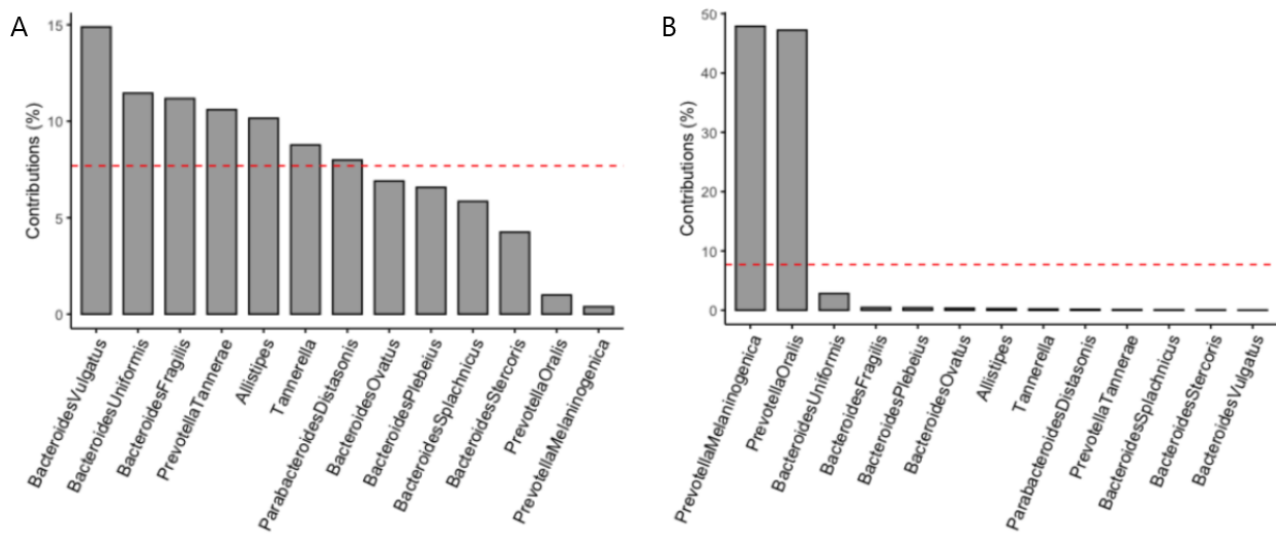 A
Contributions (%)
15
10
5
0
BacteroidesVulgatus
BacteroidesUniformis
BacteroidesFragilis
PrevotellaTannerae
Allistipes
Tannerella
ParabacteroidesDistasonis
BacteroidesOvatus
BacteroidesPlebeius
BacteroidesSplachnicus
BacteroidesStercoris
PrevotellaOralis
PrevotellaMelaninogenica
B
Contributions (%)
50
40
30
20
10
0
PrevotellaMelaninogenica
PrevotellaOralis
BacteroidesUniformis
BacteroidesFragilis
BacteroidesPlebeius
BacteroidesOvatus
Allistipes
Tannerella
ParabacteroidesDistasonis
PrevotellaTannerae
BacteroidesSplachnicus
BacteroidesStercoris
BacteroidesVulgatus